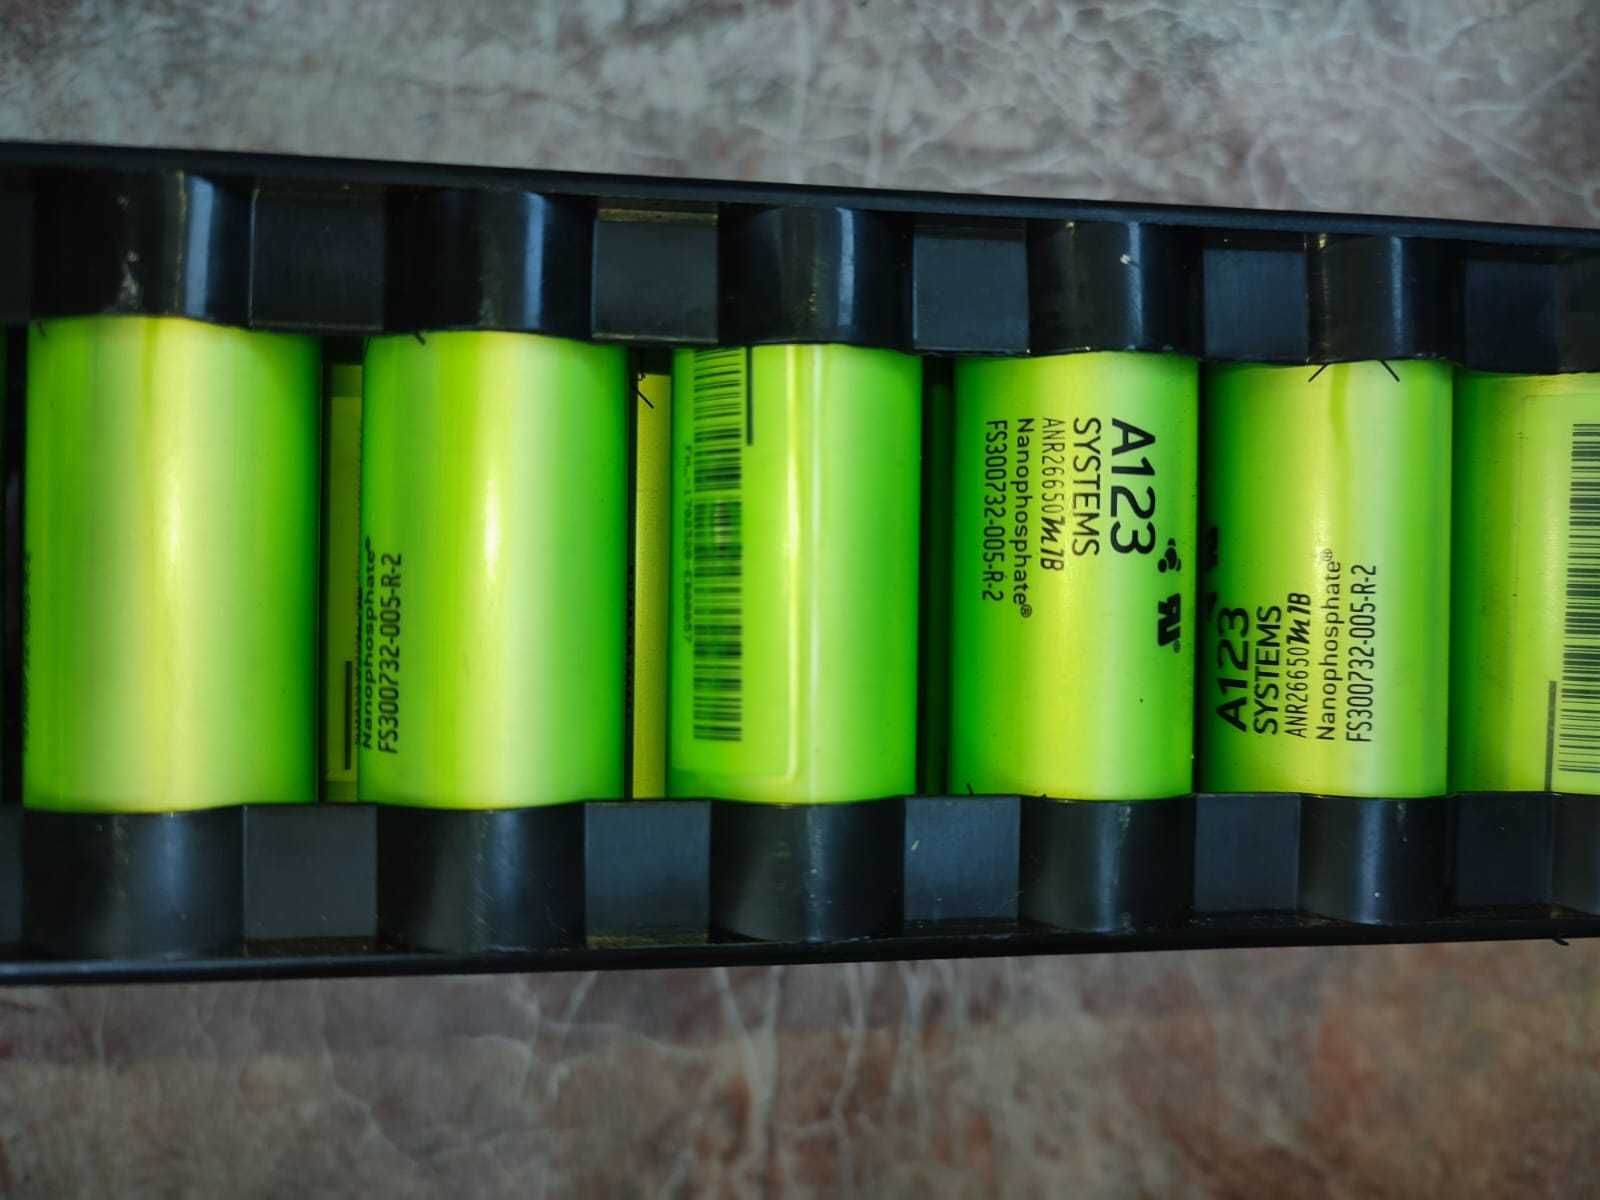 Nanophosphate®
FS300732-005-R-2
A123
SYSTEMS
ANR26650M1B
Nanophosphate®
FS300732-005-R-2
A123
SYSTEMS
ANR26650M1B
Nanophosphate®
FS300732-005-R-2